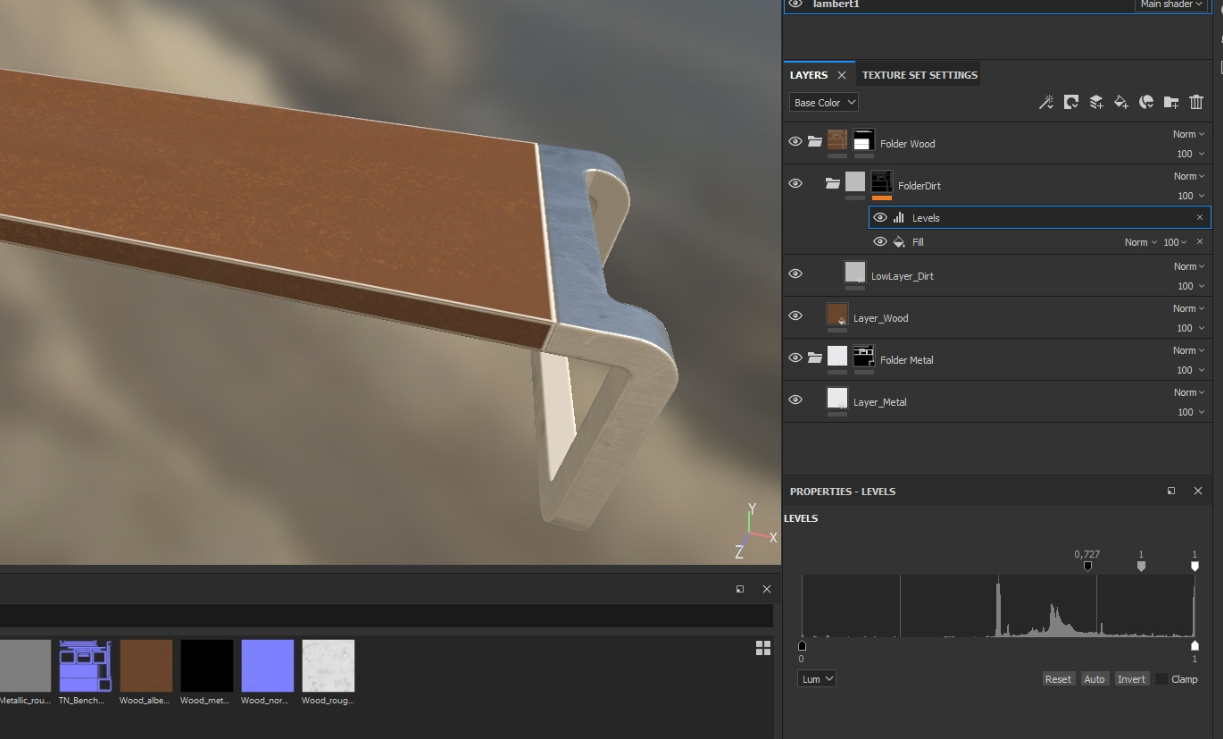 lambert1
Main shader
LAYERS
TEXTURE SET SETTINGS
Base Color
Folder Wood
Norm
100
FolderDirt
Norm
100
Levels
Fill
Norm
100
LowLayer_Dirt
Norm
100
Layer_Wood
Norm
100
Folder Metal
Norm
100
Layer_Metal
Norm
100
PROPERTIES - LEVELS
LEVELS
0,727
1
1
0
1
Lum
Reset
Auto
Invert
Clamp
Y
X
Z
Metallic_rou...
TN_Bench...
Wood_albe...
Wood_met...
Wood_nor...
Wood_roug...